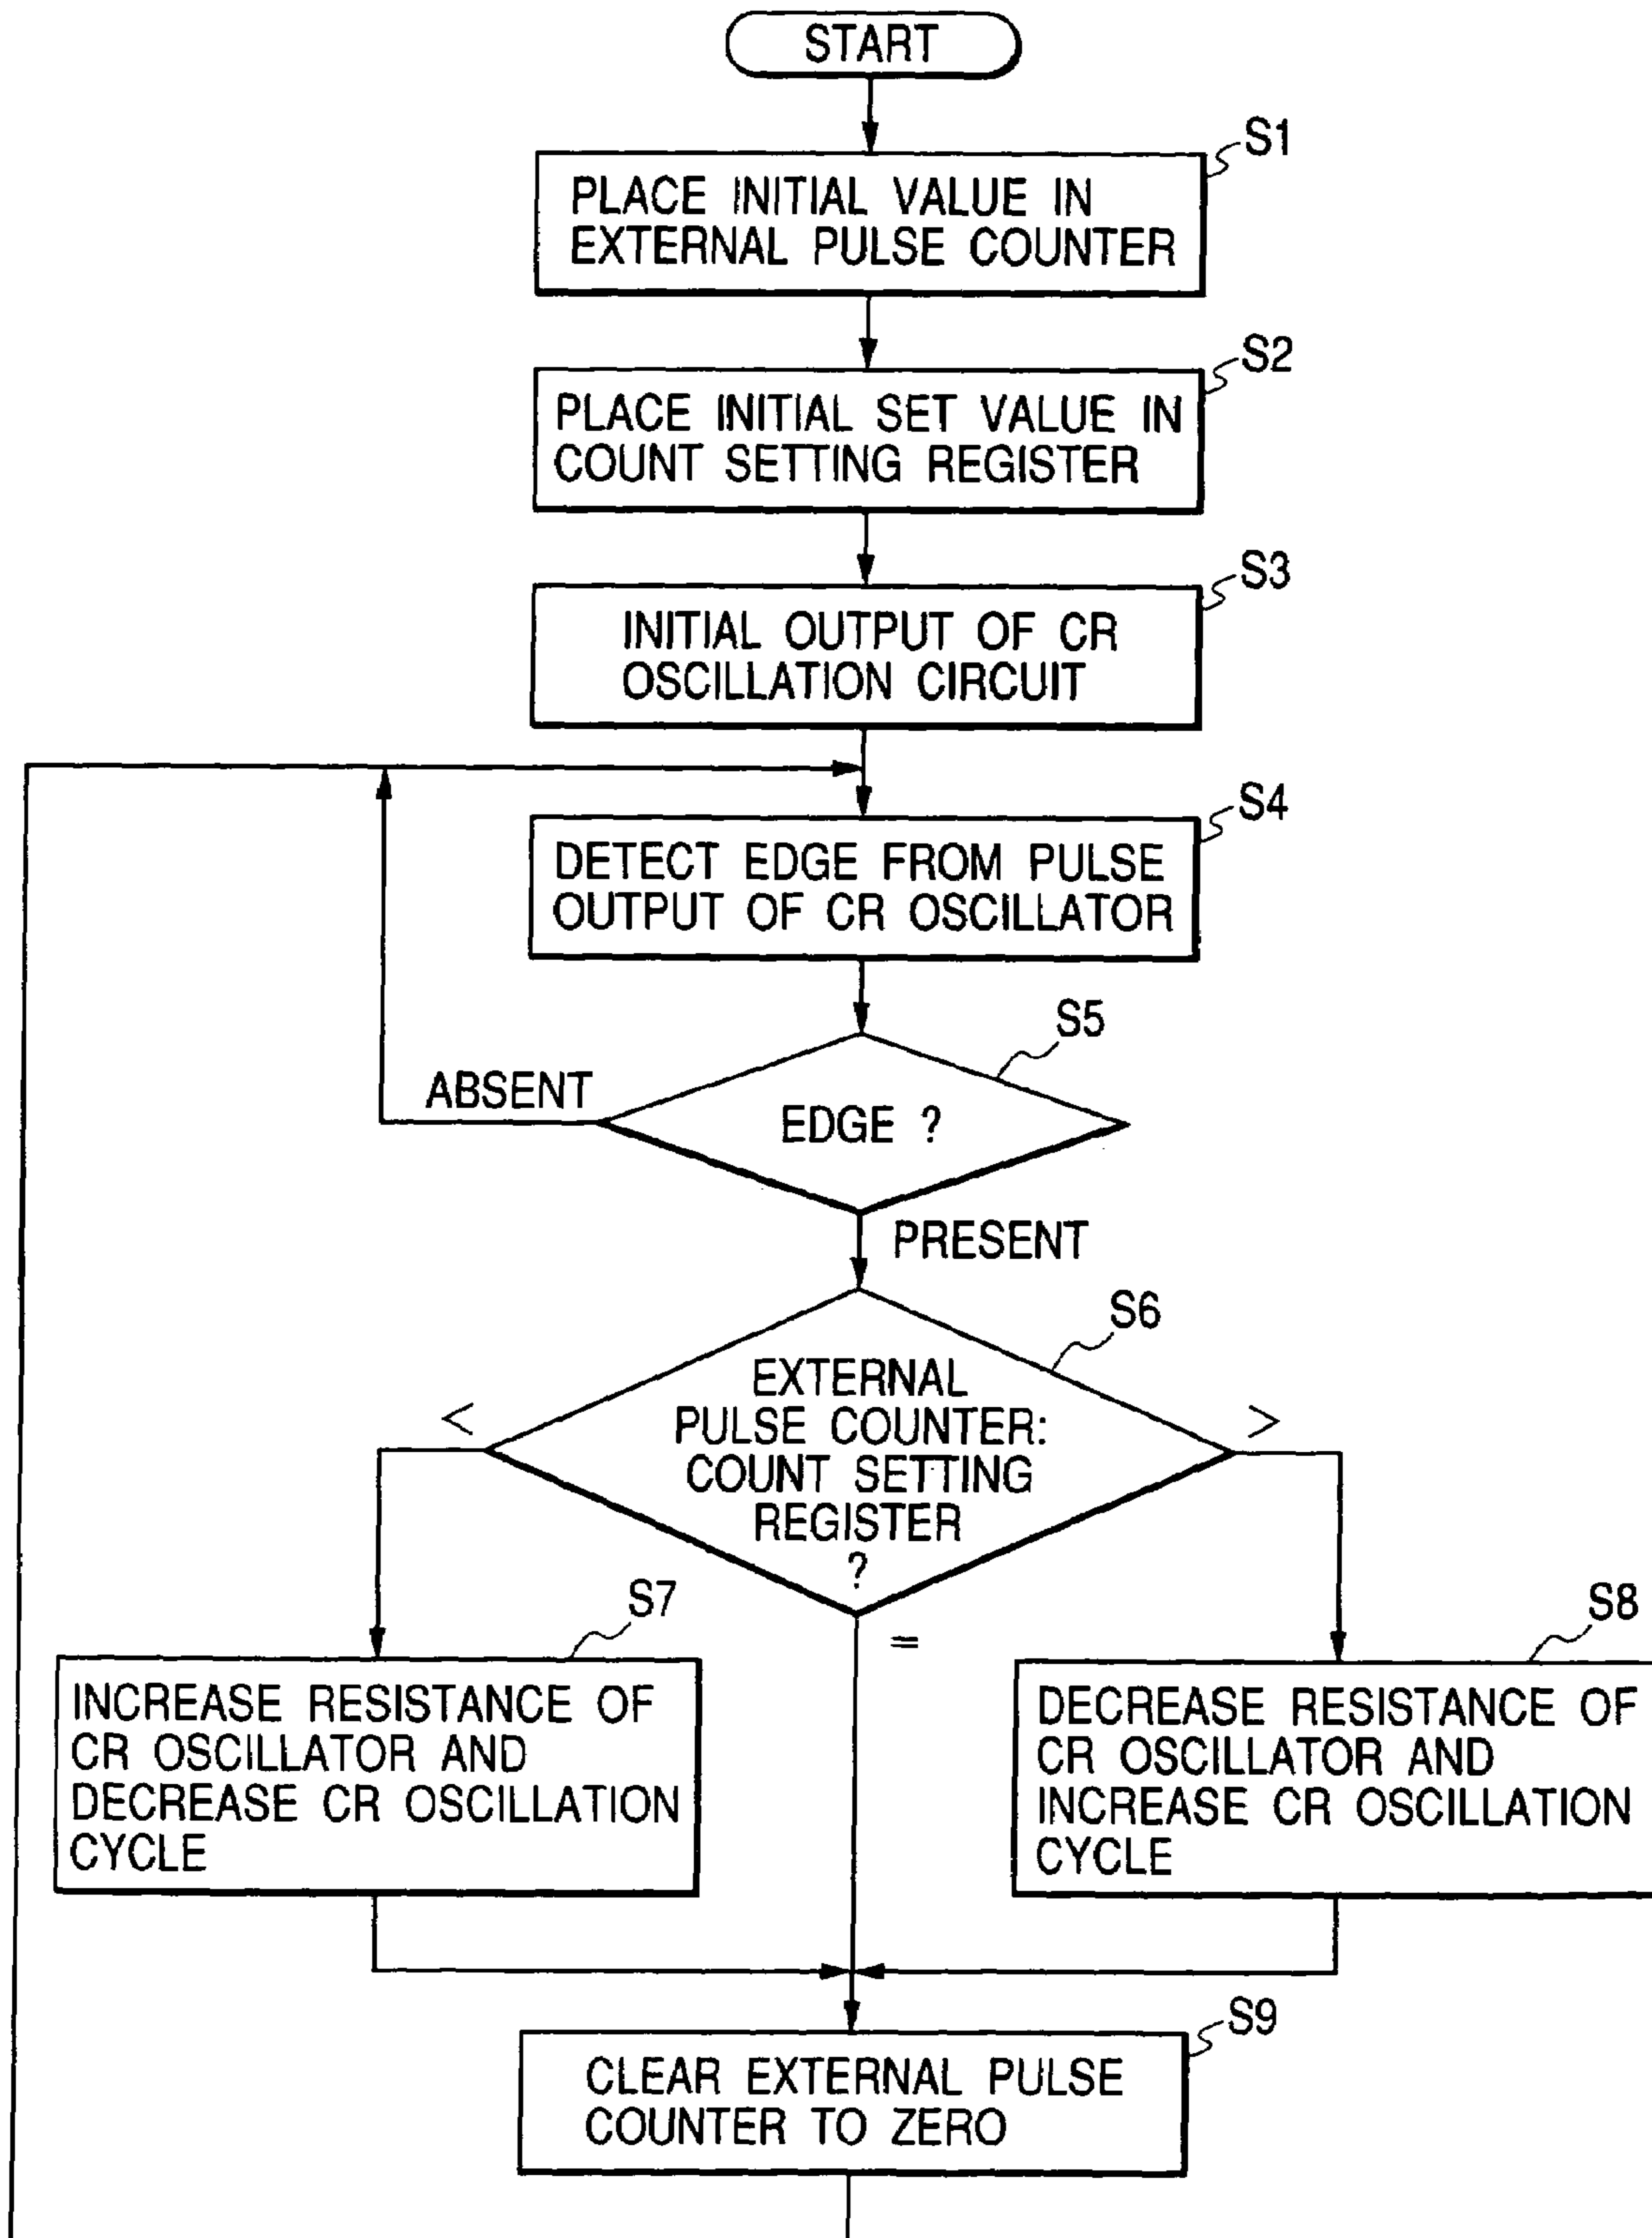 START
S1
PLACE INITIAL VALUE IN
EXTERNAL PULSE COUNTER
S2
PLACE INITIAL SET VALUE IN
COUNT SETTING REGISTER
S3
INITIAL OUTPUT OF CR
OSCILLATION CIRCUIT
S4
DETECT EDGE FROM PULSE
OUTPUT OF CR OSCILLATOR
S5
ABSENT
EDGE ?
PRESENT
S6
EXTERNAL
PULSE COUNTER:
COUNT SETTING
REGISTER
?
<
>
=
S7
INCREASE RESISTANCE OF
CR OSCILLATOR AND
DECREASE CR OSCILLATION
CYCLE
S8
DECREASE RESISTANCE OF
CR OSCILLATOR AND
INCREASE CR OSCILLATION
CYCLE
S9
CLEAR EXTERNAL PULSE
COUNTER TO ZERO